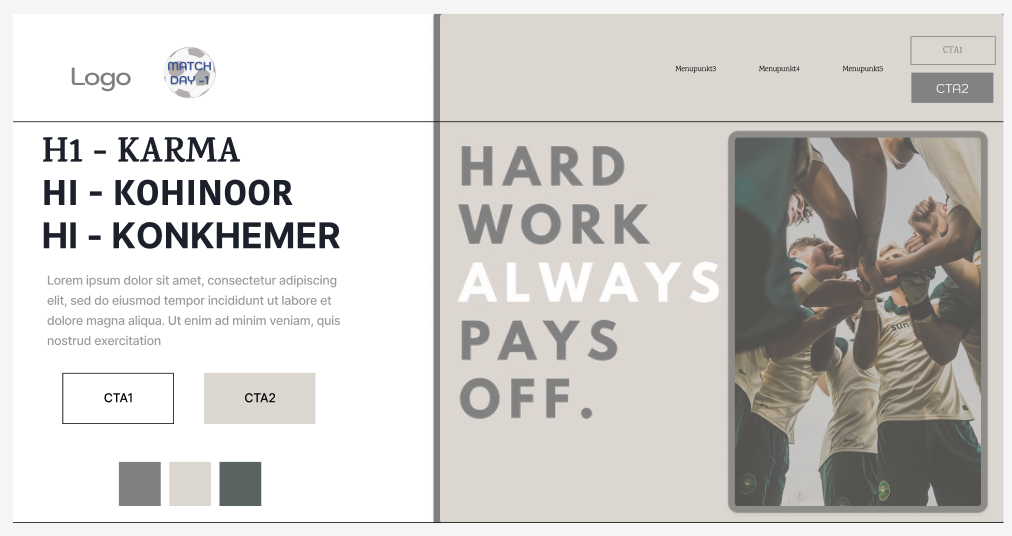 Logo
MATCH
DAY -1
Menupunkt3
Menupunkt4
Menupunkt5
CTA1
CTA2
H1 - KARMA
HI - KOHINOOR
HI - KONKHEMER
Lorem ipsum dolor sit amet, consectetur adipiscing
elit, sed do eiusmod tempor incididunt ut labore et
dolore magna aliqua. Ut enim ad minim veniam, quis
nostrud exercitation
CTA1
CTA2
HARD
WORK
ALWAYS
PAYS
OFF.
sun